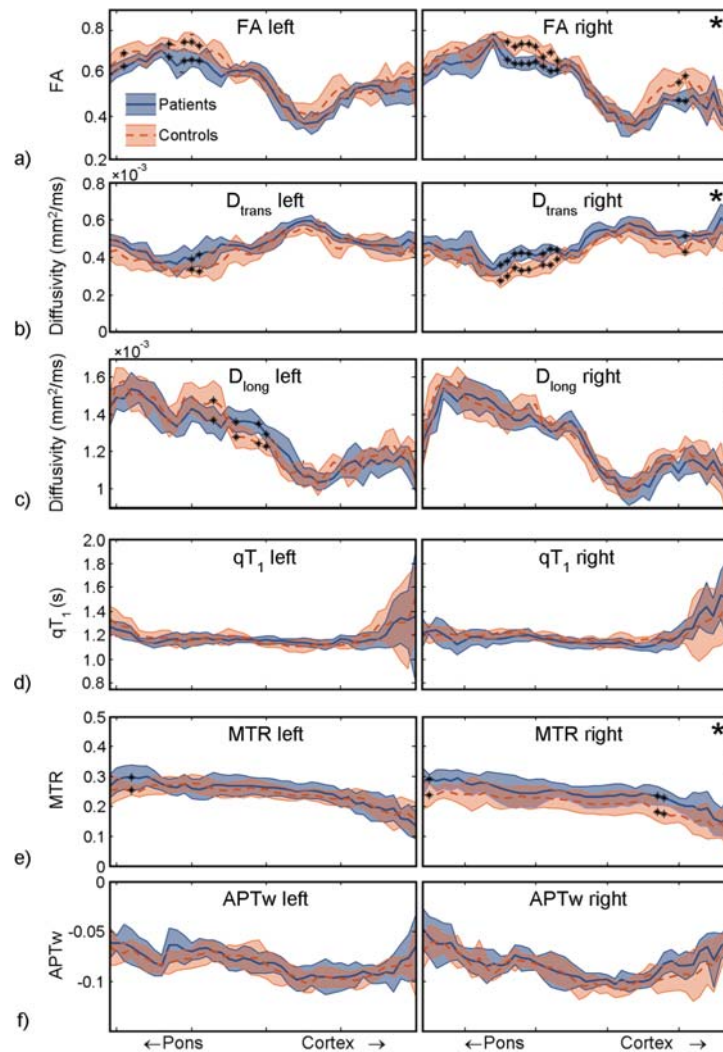 FA left
FA right
*
0.8
0.6
0.4
0.2
FA
Patients
Controls
a)
×10⁻³
D_trans left
D_trans right
*
0.8
0.6
0.4
0.2
0
Diffusivity (mm²/ms)
b)
×10⁻³
D_long left
D_long right
1.6
1.4
1.2
1
Diffusivity (mm²/ms)
c)
qT₁ left
qT₁ right
2.0
1.8
1.6
1.4
1.2
1.0
0.8
qT₁ (s)
d)
MTR left
MTR right
*
0.5
0.4
0.3
0.2
0.1
0
MTR
e)
APTw left
APTw right
0
-0.05
-0.1
APTw
f)
←Pons Cortex →
←Pons Cortex →